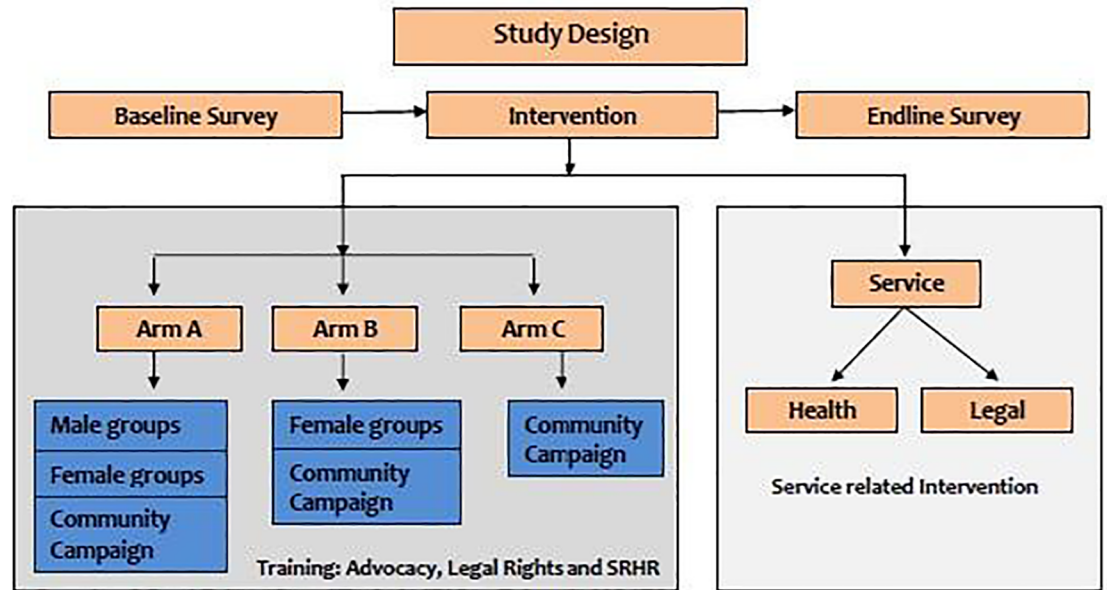 Study Design
Baseline Survey
Intervention
Endline Survey
Service
Arm A
Arm B
Arm C
Male groups
Female groups
Community
Campaign
Female groups
Community
Campaign
Community
Campaign
Health
Legal
Service related Intervention
Training: Advocacy, Legal Rights and SRHR